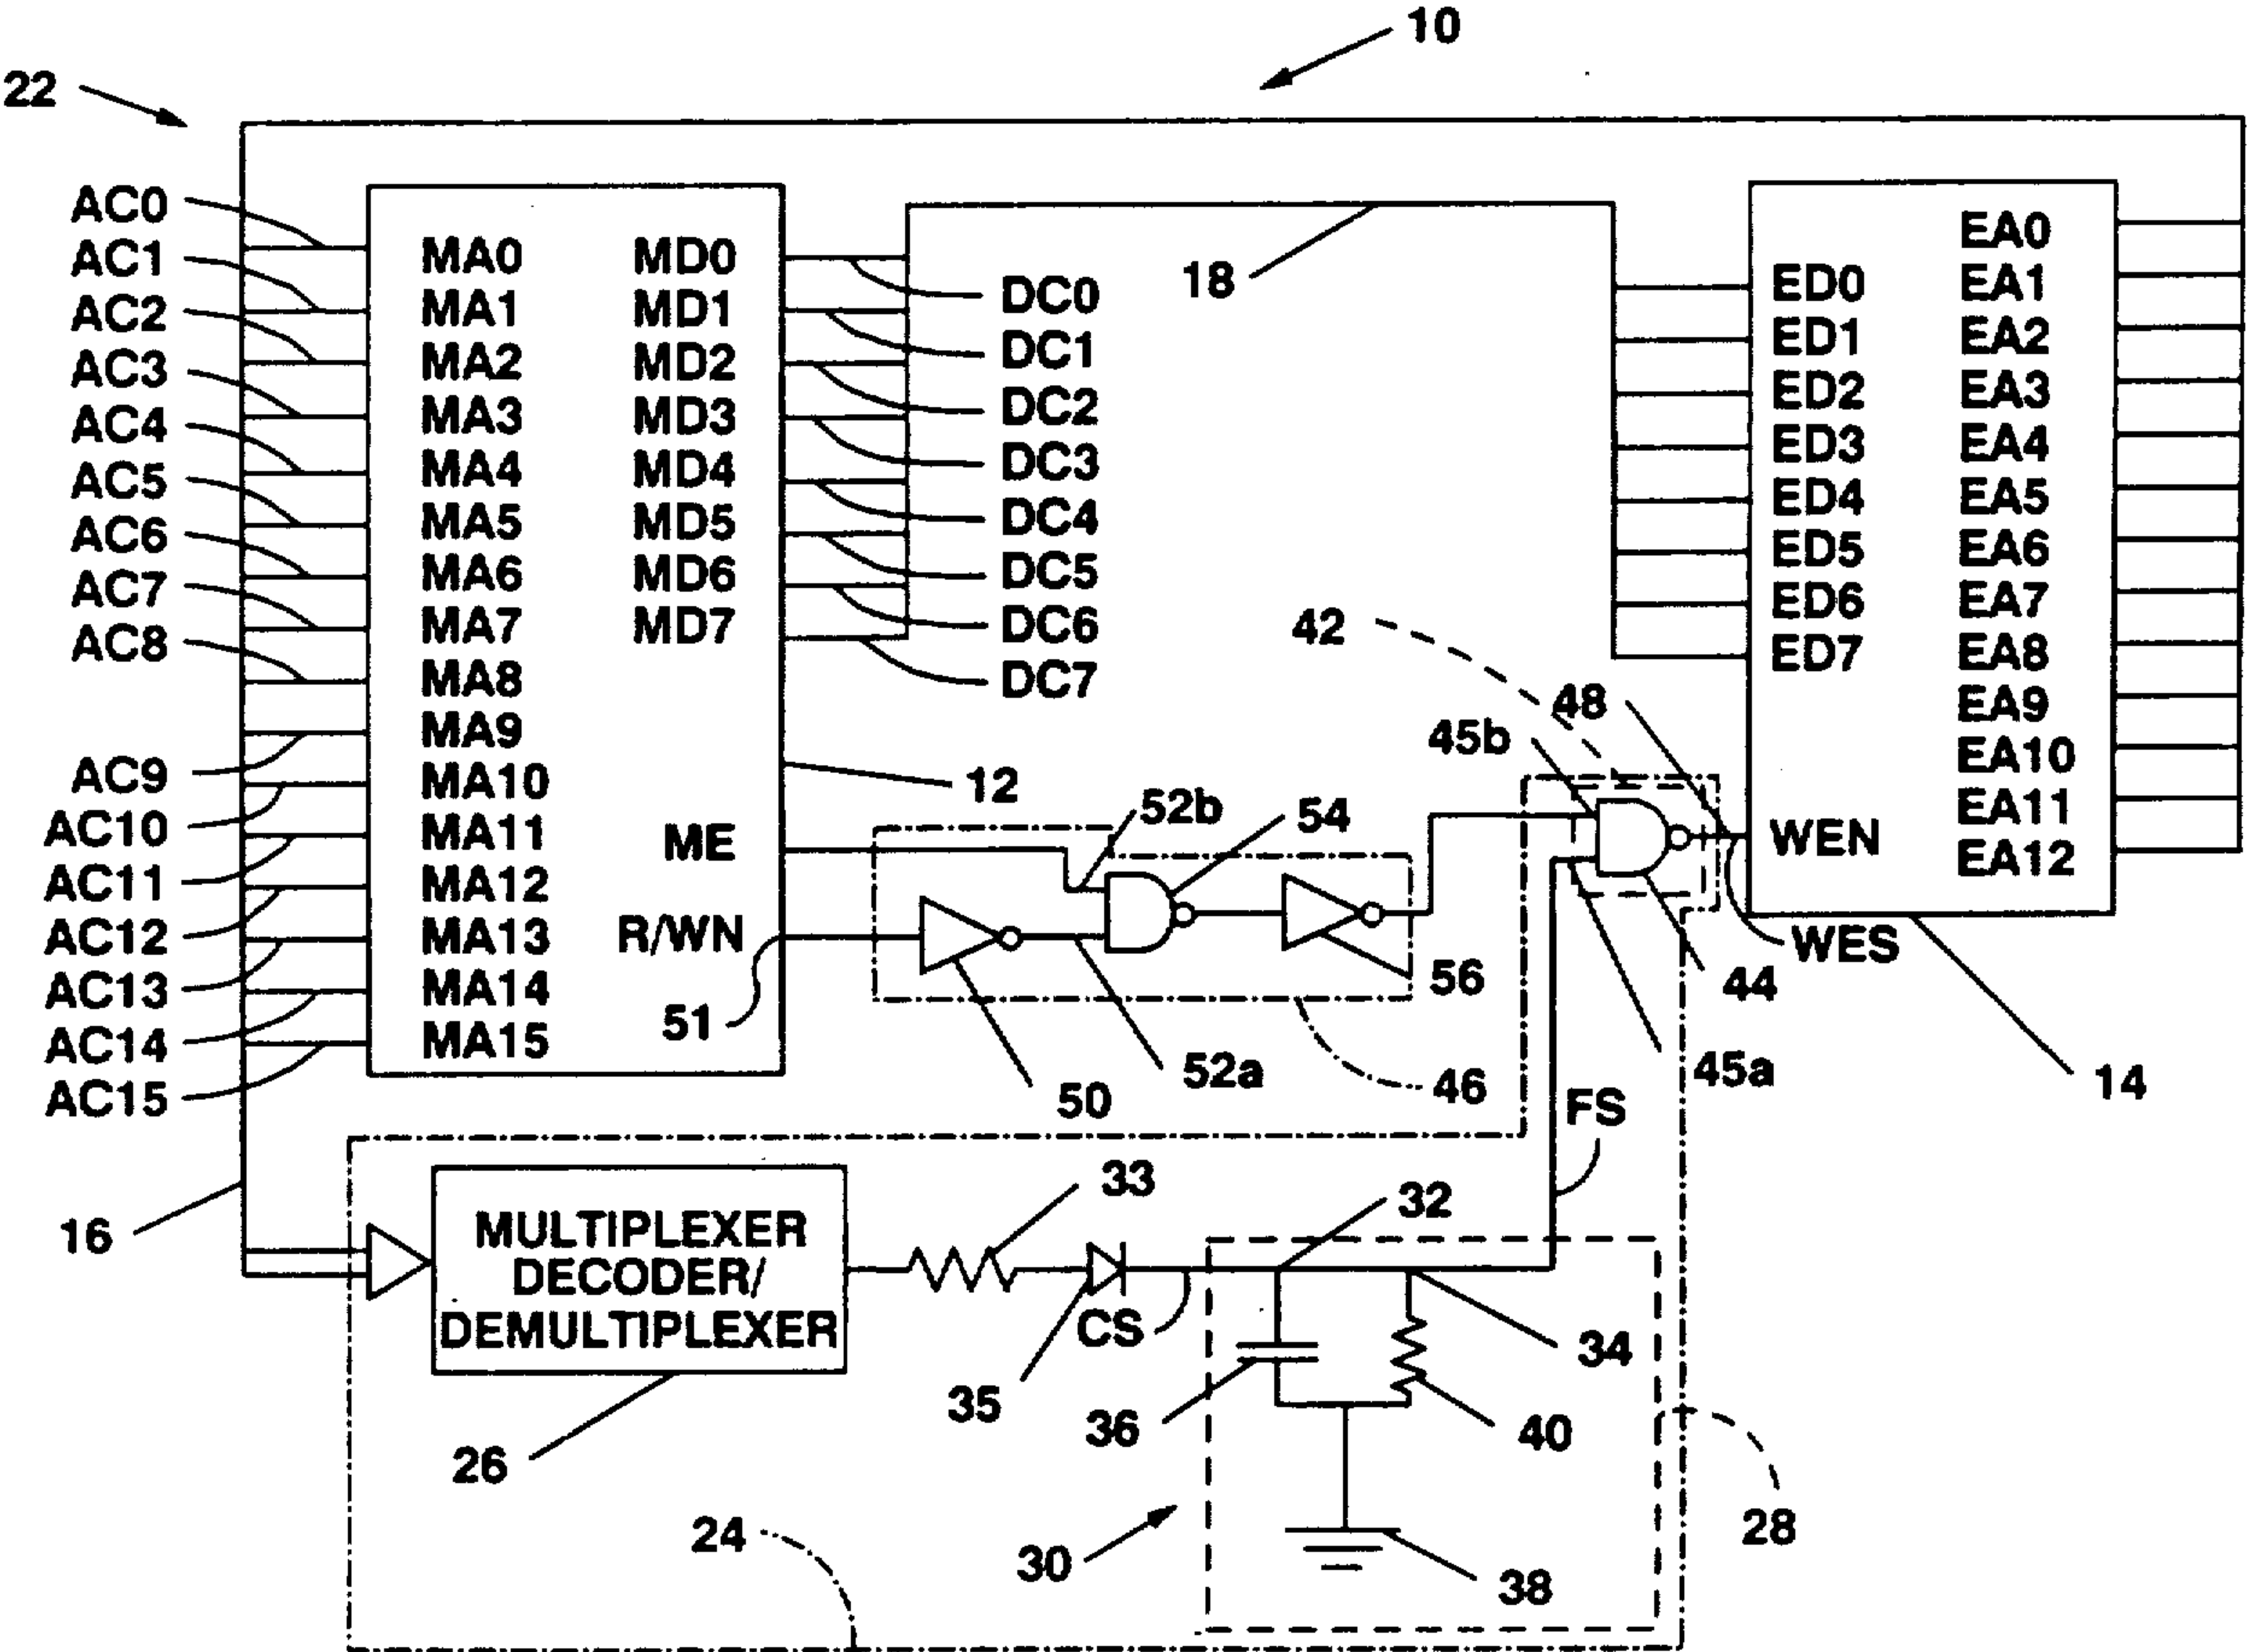 10
22
AC0
AC1
AC2
AC3
AC4
AC5
AC6
AC7
AC8
AC9
AC10
AC11
AC12
AC13
AC14
AC15
MA0
MA1
MA2
MA3
MA4
MA5
MA6
MA7
MA8
MA9
MA10
MA11
MA12
MA13
MA14
MA15
MD0
MD1
MD2
MD3
MD4
MD5
MD6
MD7
ME
R/WN
51
DC0
DC1
DC2
DC3
DC4
DC5
DC6
DC7
18
12
ED0
ED1
ED2
ED3
ED4
ED5
ED6
ED7
WEN
EA0
EA1
EA2
EA3
EA4
EA5
EA6
EA7
EA8
EA9
EA10
EA11
EA12
42
48
45b
52b
54
56
WES
44
45a
14
50
52a
46
FS
16
MULTIPLEXER
DECODER/
DEMULTIPLEXER
33
32
35
CS
36
34
40
26
24
30
38
28